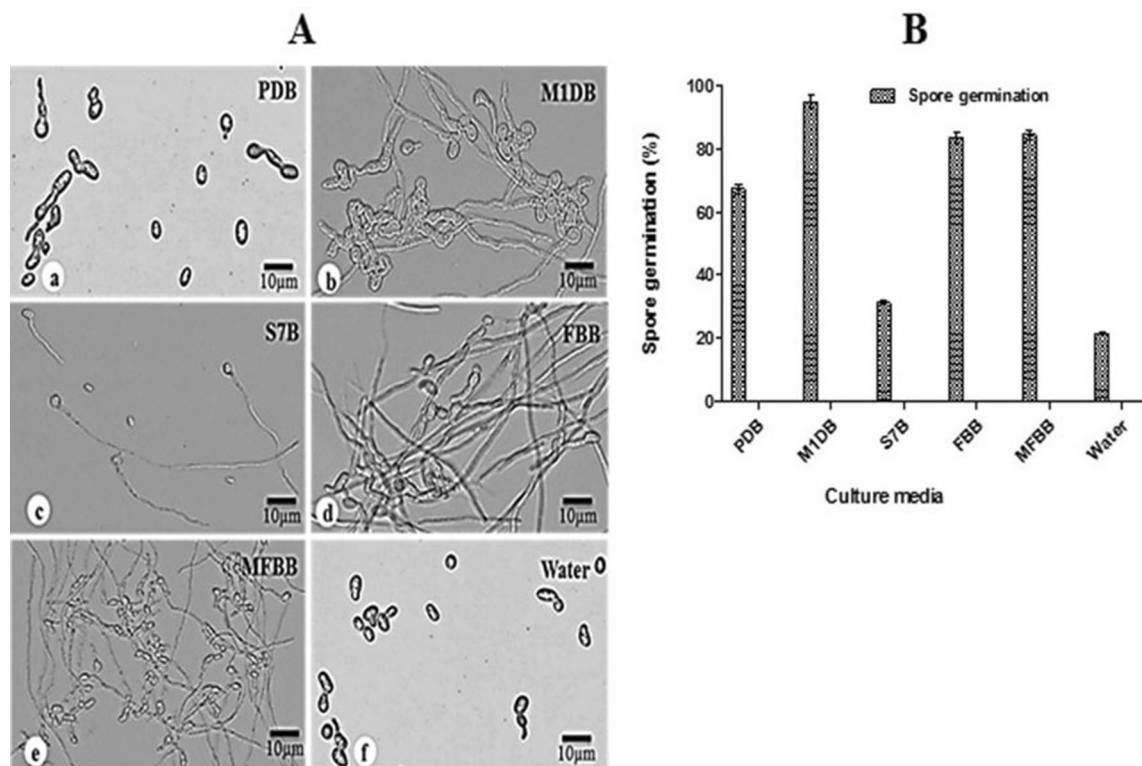 A
PDB
a
10µm
M1DB
b
10µm
S7B
c
10µm
FBB
d
10µm
MFBB
e
10µm
Water
f
10µm
B
Spore germination
Spore germination (%)
100
80
60
40
20
0
PDB
M1DB
S7B
FBB
MFBB
Water
Culture media